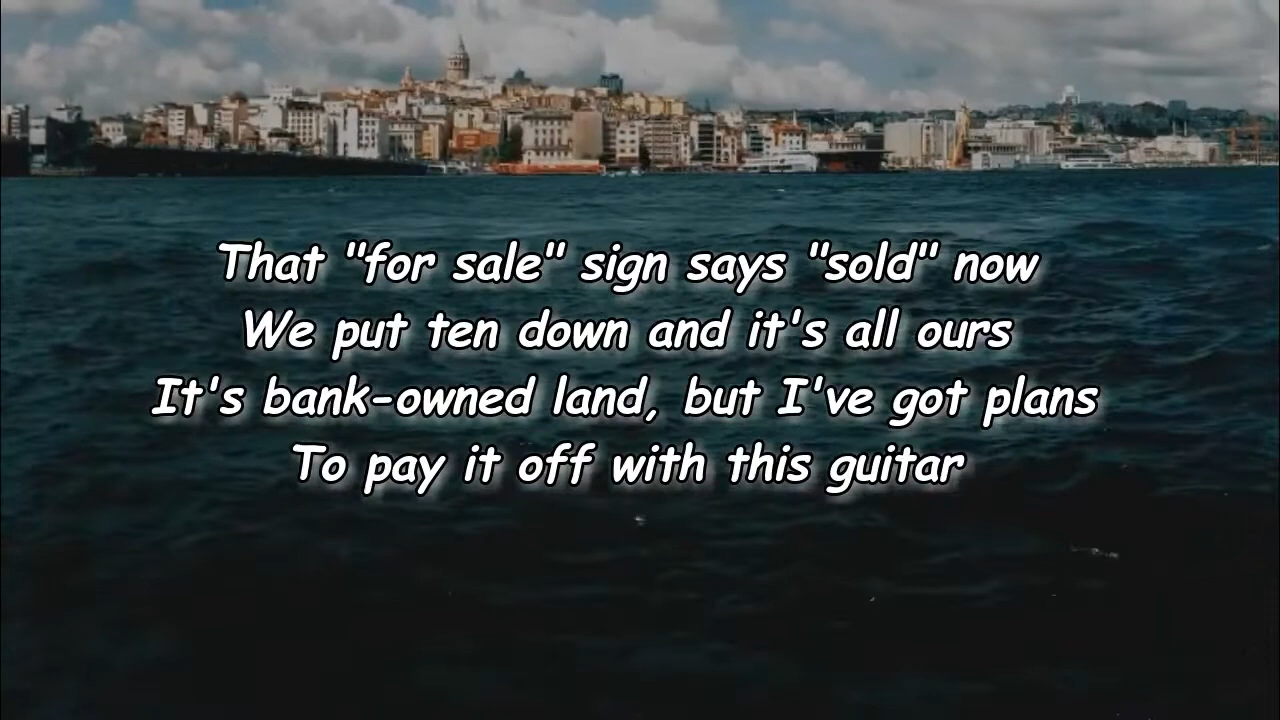 That "for sale" sign says "sold" now
We put ten down and it's all ours
It's bank-owned land, but I've got plans
To pay it off with this guitar